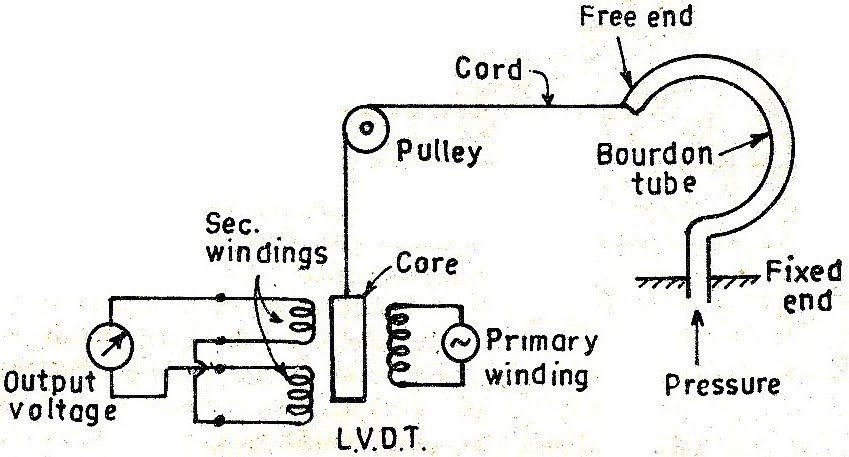 Free end
Cord
Pulley
Bourdon
tube
Sec.
windings
Core
Fixed
end
Primary
winding
Output
voltage
Pressure
L.V.D.T.